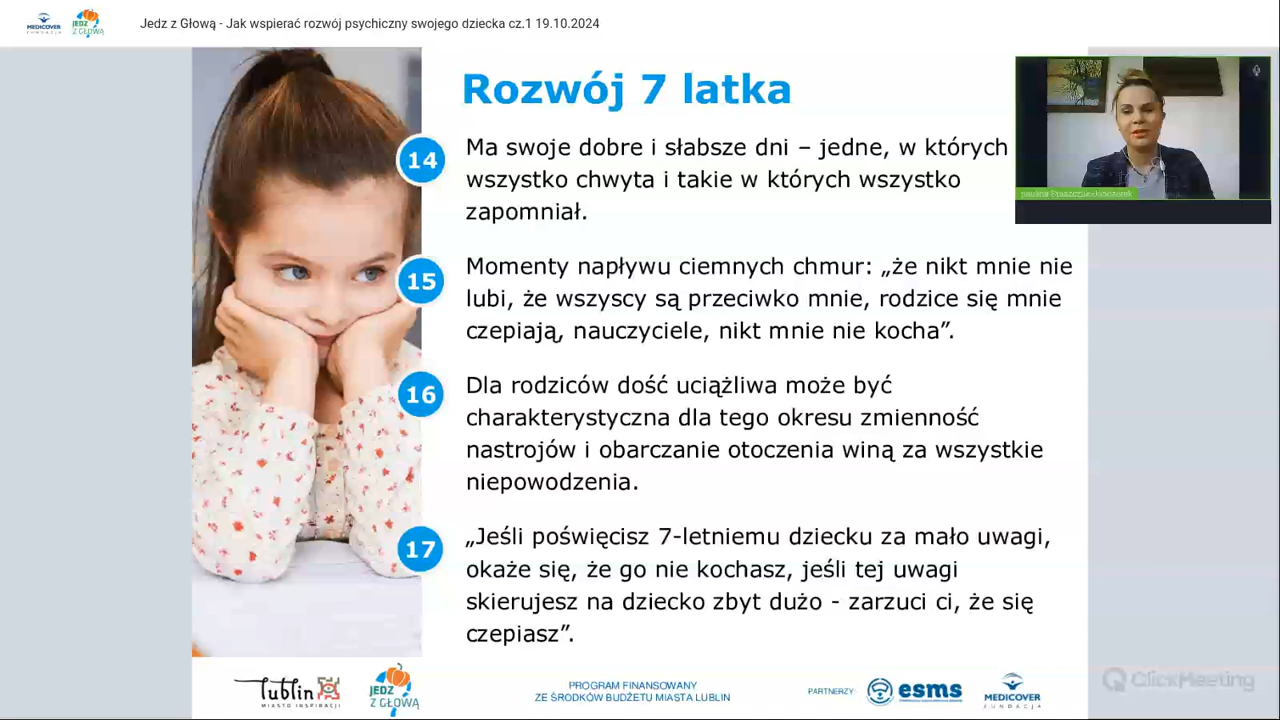 MEDICOVER
FUNDACJA
JEDZ
Z GŁOWĄ
Jedz z Głową - Jak wspierać rozwój psychiczny swojego dziecka cz.1 19.10.2024
Rozwój 7 latka
14
Ma swoje dobre i słabsze dni – jedne, w których
wszystko chwyta i takie w których wszystko
zapomniał.
15
Momenty napływu ciemnych chmur: „że nikt mnie nie
lubi, że wszyscy są przeciwko mnie, rodzice się mnie
czepiają, nauczyciele, nikt mnie nie kocha”.
16
Dla rodziców dość uciążliwa może być
charakterystyczna dla tego okresu zmienność
nastrojów i obarczanie otoczenia winą za wszystkie
niepowodzenia.
17
„Jeśli poświęcisz 7-letniemu dziecku za mało uwagi,
okaże się, że go nie kochasz, jeśli tej uwagi
skierujesz na dziecko zbyt dużo - zarzuci ci, że się
czepiasz”.
lublin
MIASTO INSPIRACJI
JEDZ
Z GŁOWĄ
PROGRAM FINANSOWANY
ZE ŚRODKÓW BUDŻETU MIASTA LUBLIN
PARTNERZY:
esms
MEDICOVER
FUNDACJA
ClickMeeting